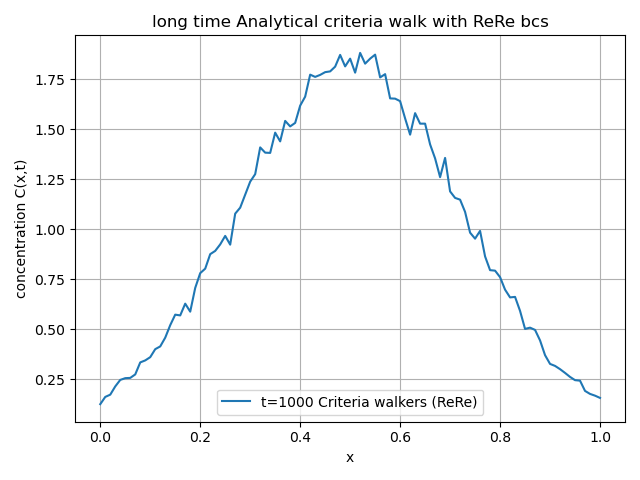 long time Analytical criteria walk with ReRe bcs
concentration C(x,t)
1.75
1.50
1.25
1.00
0.75
0.50
0.25
t=1000 Criteria walkers (ReRe)
0.0 0.2 0.4 0.6 0.8 1.0
x